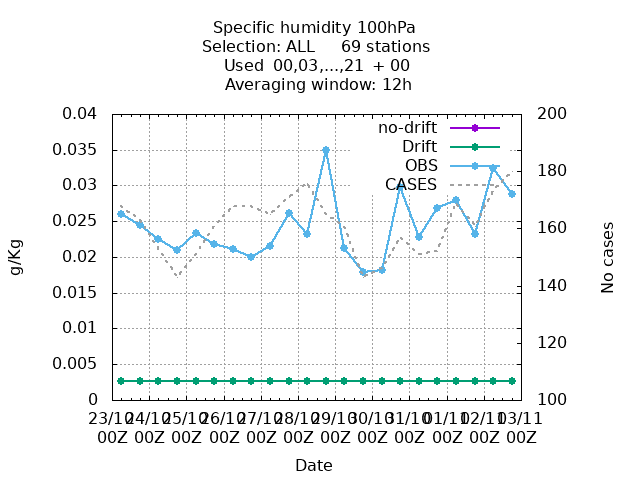 Specific humidity 100hPa
Selection: ALL 69 stations
Used 00,03,...,21 + 00
Averaging window: 12h
0.04
0.035
0.03
0.025
0.02
0.015
0.01
0.005
0
200
180
160
140
120
100
no-drift
Drift
OBS
CASES
g/Kg
No cases
23/10 24/10 25/10 26/10 27/10 28/10 29/10 30/10 31/10 01/11 02/11 03/11
00Z 00Z 00Z 00Z 00Z 00Z 00Z 00Z 00Z 00Z 00Z 00Z
Date